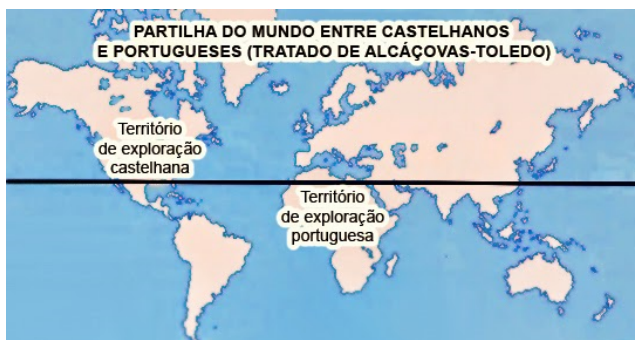 PARTILHA DO MUNDO ENTRE CASTELHANOS
E PORTUGUESES (TRATADO DE ALCÁÇOVAS-TOLEDO)
Território
de exploração
castelhana
Território
de exploração
portuguesa